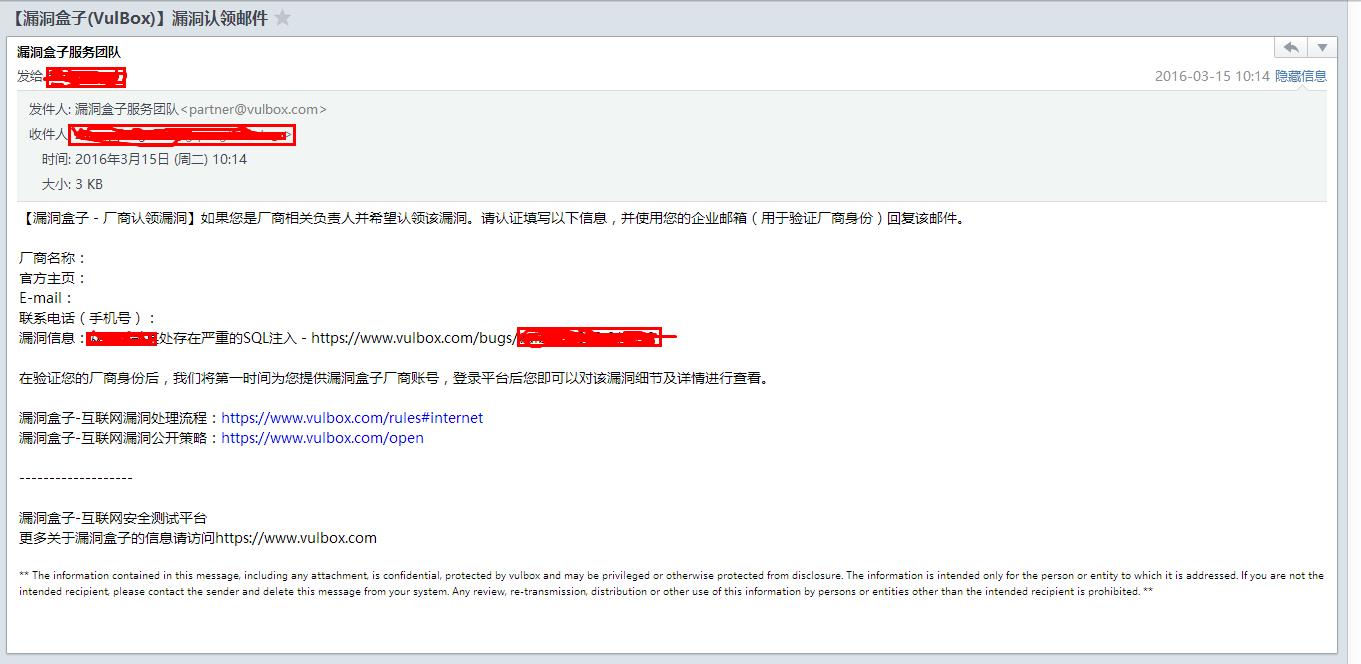 【漏洞盒子(VulBox)】漏洞认领邮件
漏洞盒子服务团队
发给
2016-03-15 10:14 隐藏信息
发件人: 漏洞盒子服务团队<partner@vulbox.com>
收件人
时间: 2016年3月15日 (周二) 10:14
大小: 3 KB
【漏洞盒子 - 厂商认领漏洞】如果您是厂商相关负责人并希望认领该漏洞。请认证填写以下信息，并使用您的企业邮箱（用于验证厂商身份）回复该邮件。
厂商名称：
官方主页：
E-mail：
联系电话（手机号）：
漏洞信息：处存在严重的SQL注入 - https://www.vulbox.com/bugs/
在验证您的厂商身份后，我们将第一时间为您提供漏洞盒子厂商账号，登录平台后您即可以对该漏洞细节及详情进行查看。
漏洞盒子-互联网漏洞处理流程：https://www.vulbox.com/rules#internet
漏洞盒子-互联网漏洞公开策略：https://www.vulbox.com/open
-------------------
漏洞盒子-互联网安全测试平台
更多关于漏洞盒子的信息请访问https://www.vulbox.com
** The information contained in this message, including any attachment, is confidential, protected by vulbox and may be privileged or otherwise protected from disclosure. The information is intended only for the person or entity to which it is addressed. If you are not the
intended recipient, please contact the sender and delete this message from your system. Any review, re-transmission, distribution or other use of this information by persons or entities other than the intended recipient is prohibited. **